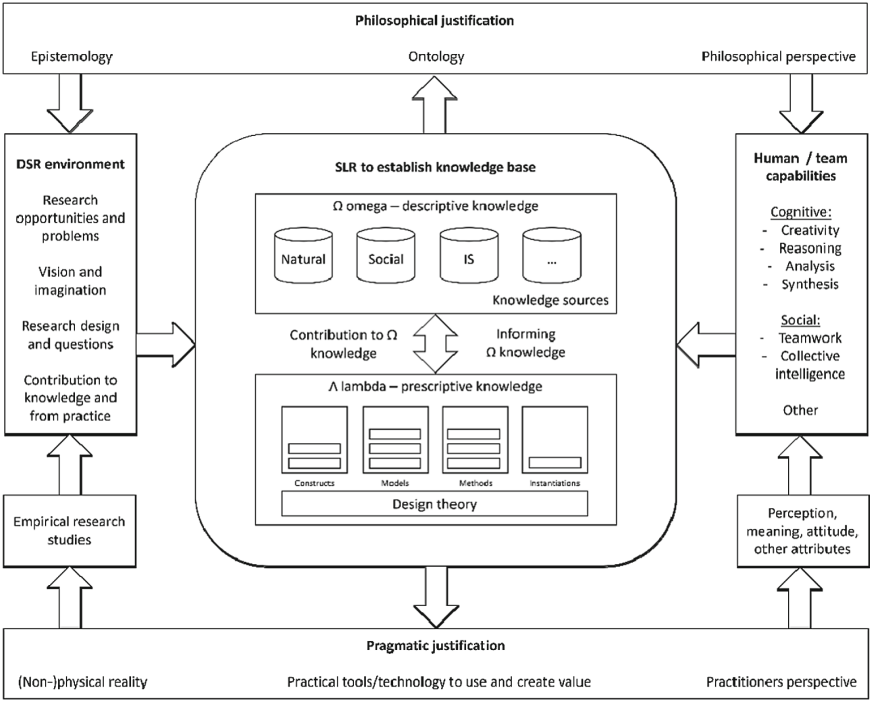 Philosophical justification
Epistemology
Ontology
Philosophical perspective
DSR environment
Research
opportunities and
problems
Vision and
imagination
Research design
and questions
Contribution to
knowledge and
from practice
SLR to establish knowledge base
Ω omega – descriptive knowledge
Natural
Social
IS
...
Knowledge sources
Contribution to Ω
knowledge
Informing
Ω knowledge
Λ lambda – prescriptive knowledge
Constructs
Models
Methods
Instantiations
Design theory
Human / team
capabilities
Cognitive:
- Creativity
- Reasoning
- Analysis
- Synthesis
Social:
- Teamwork
- Collective
intelligence
Other
Empirical research
studies
Perception,
meaning, attitude,
other attributes
Pragmatic justification
(Non-)physical reality
Practical tools/technology to use and create value
Practitioners perspective